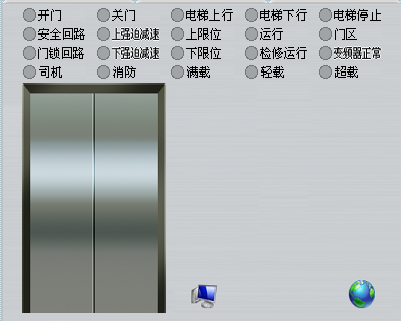 开门 关门 电梯上行 电梯下行 电梯停止
安全回路 上强迫减速 上限位 运行 门区
门锁回路 下强迫减速 下限位 检修运行 变频器正常
司机 消防 满载 轻载 超载